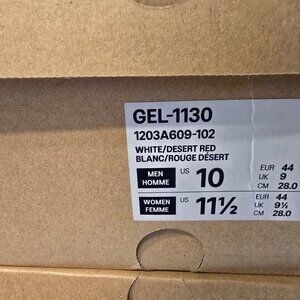 GEL-1130
1203A609-102
WHITE/DESERT RED
BLANC/ROUGE DÉSERT
MEN HOMME US 10 EUR 44 UK 9 CM 28.0
WOMEN FEMME US 11½ EUR 44 UK 9½ CM 28.0